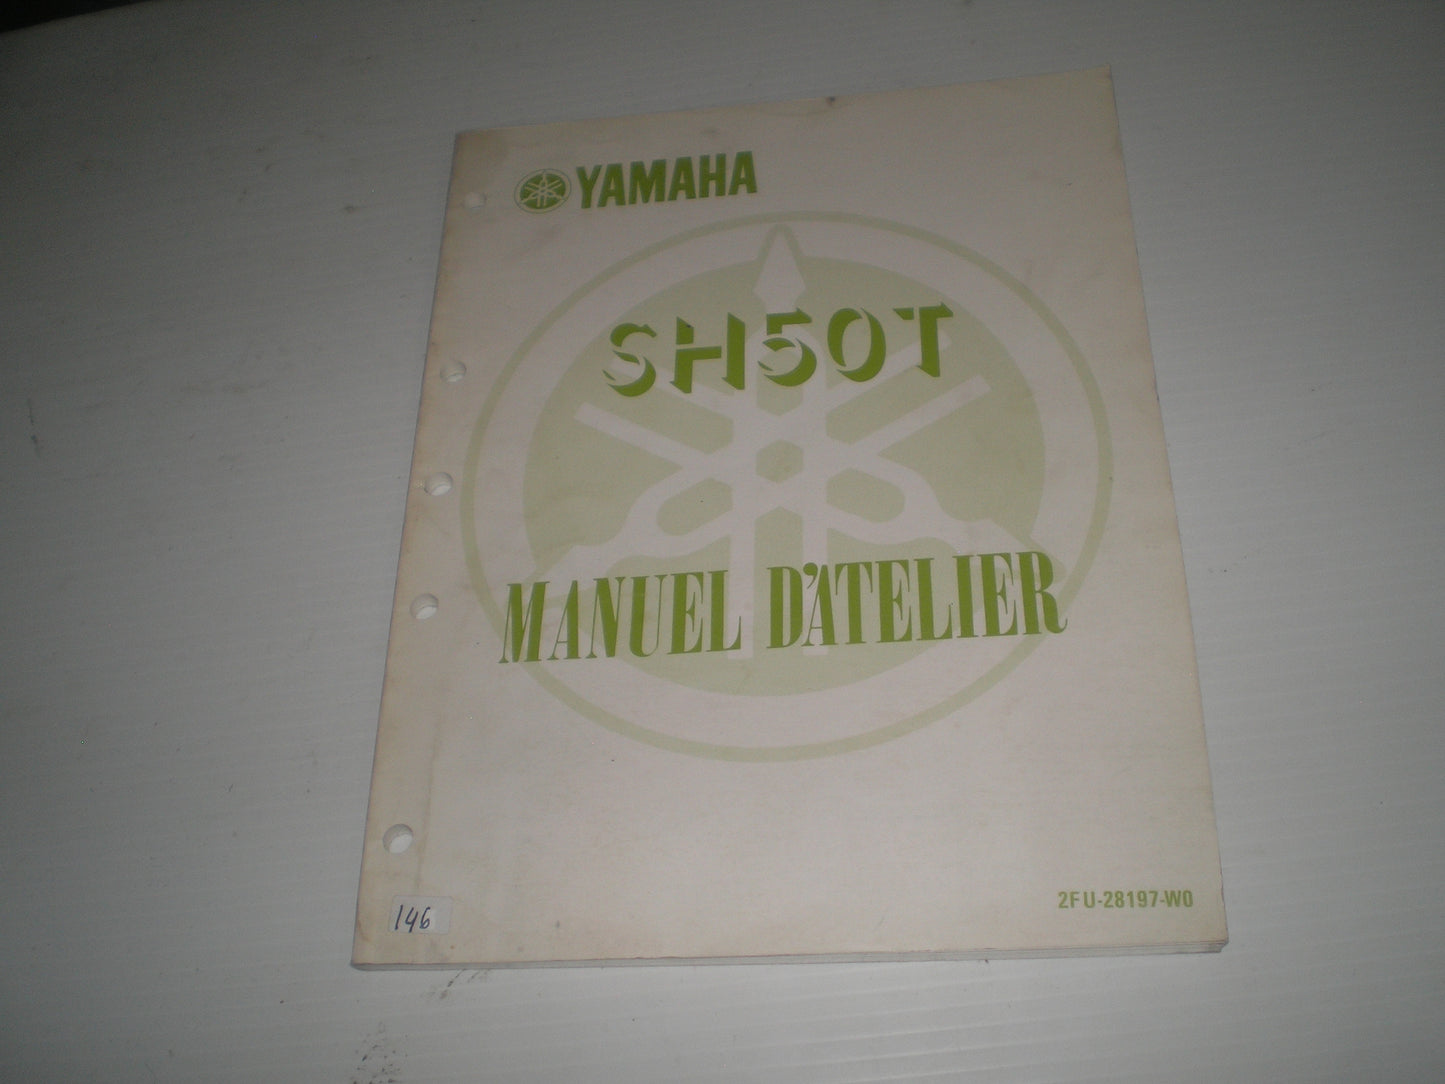 YAMAHA
SH50T
MANUEL D'ATELIER
2FU-28197-W0
146